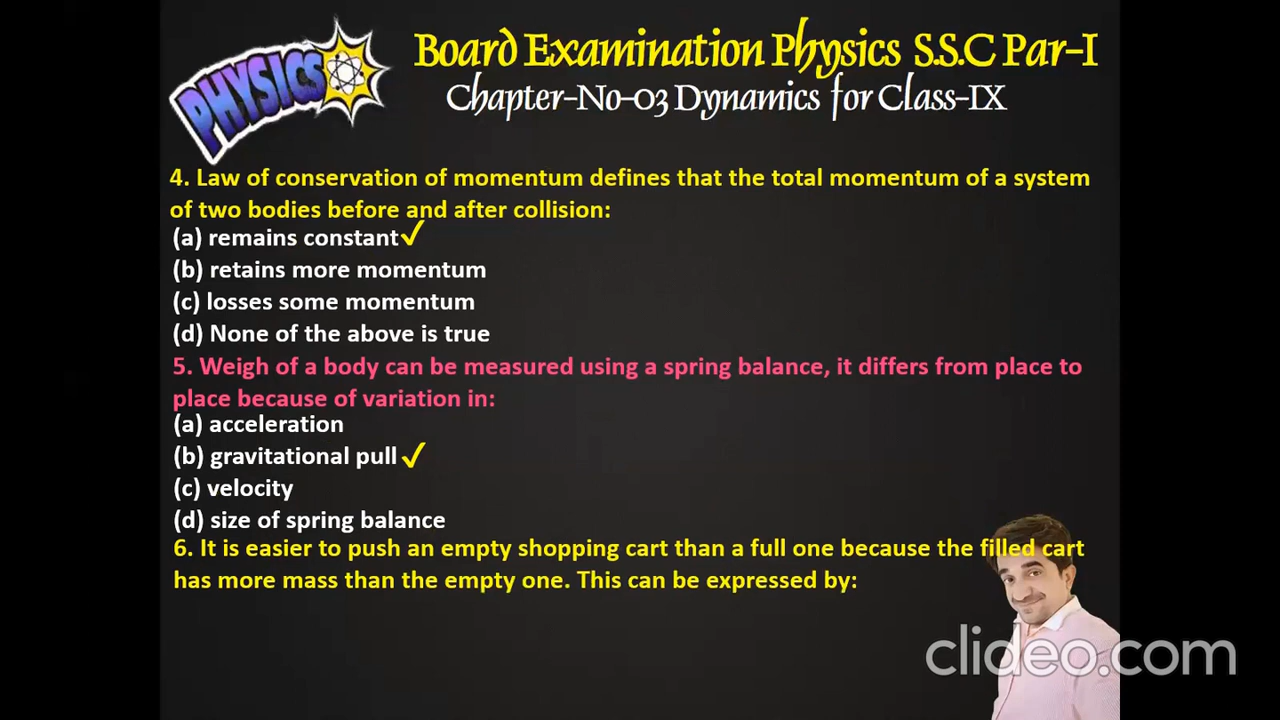 PHYSICS
Board Examination Physics S.S.C Par-I
Chapter-No-03 Dynamics for Class-IX
4. Law of conservation of momentum defines that the total momentum of a system
of two bodies before and after collision:
(a) remains constant✓
(b) retains more momentum
(c) losses some momentum
(d) None of the above is true
5. Weigh of a body can be measured using a spring balance, it differs from place to
place because of variation in:
(a) acceleration
(b) gravitational pull✓
(c) velocity
(d) size of spring balance
6. It is easier to push an empty shopping cart than a full one because the filled cart
has more mass than the empty one. This can be expressed by:
clideo.com